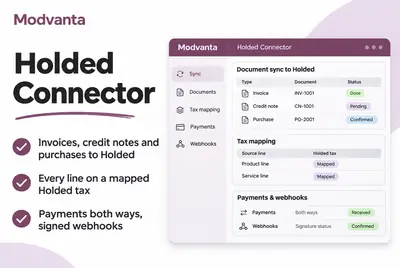 Modvanta
Holded
Connector
Invoices, credit notes and
purchases to Holded
Every line on a mapped
Holded tax
Payments both ways,
signed webhooks
Modvanta
Holded Connector
Sync
Documents
Tax mapping
Payments
Webhooks
Document sync to Holded
Type Document Status
Invoice INV-1001 Done
Credit note CN-1001 Pending
Purchase PO-2001 Confirmed
Tax mapping
Source line Holded tax
Product line Mapped
Service line Mapped
Payments & webhooks
Payments Both ways Received
Webhooks Signature status Confirmed